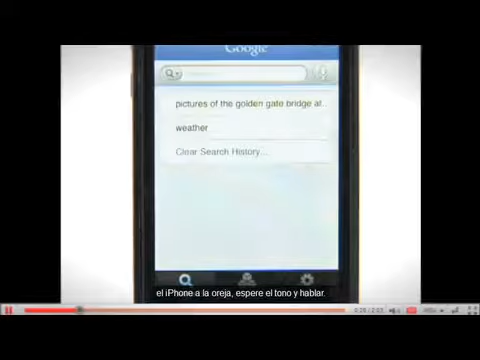 Google
pictures of the golden gate bridge at..
weather
Clear Search History...
el iPhone a la oreja, espere el tono y hablar.